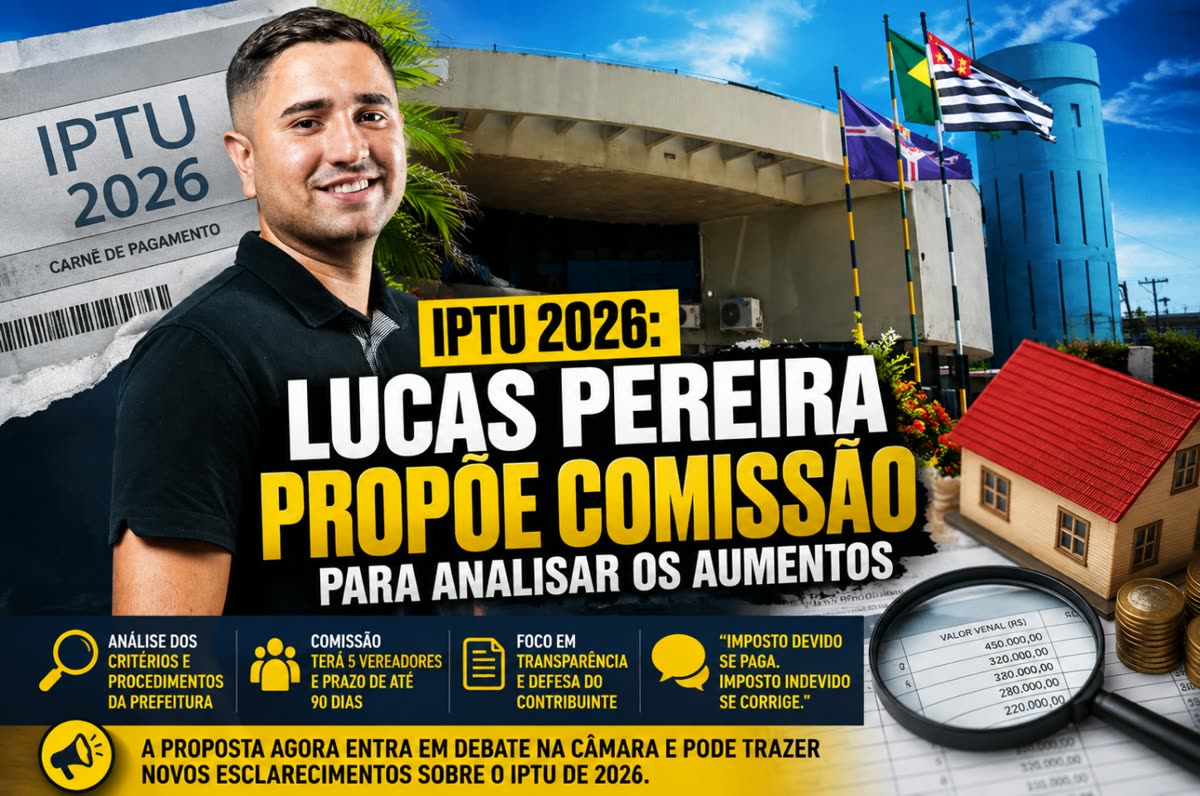 IPTU
2026
CARNÊ DE PAGAMENTO
IPTU 2026:
LUCAS PEREIRA
PROPÕE COMISSÃO
PARA ANALISAR OS AUMENTOS
ANÁLISE DOS
CRITÉRIOS E
PROCEDIMENTOS
DA PREFEITURA
COMISSÃO
TERÁ 5 VEREADORES
E PRAZO DE ATÉ
90 DIAS
FOCO EM
TRANSPARÊNCIA
E DEFESA DO
CONTRIBUINTE
"IMPOSTO DEVIDO
SE PAGA.
IMPOSTO INDEVIDO
SE CORRIGE."
VALOR VENAL (R$)
450.000,00
320.000,00
380.000,00
280.000,00
220.000,00
A PROPOSTA AGORA ENTRA EM DEBATE NA CÂMARA E PODE TRAZER
NOVOS ESCLARECIMENTOS SOBRE O IPTU DE 2026.